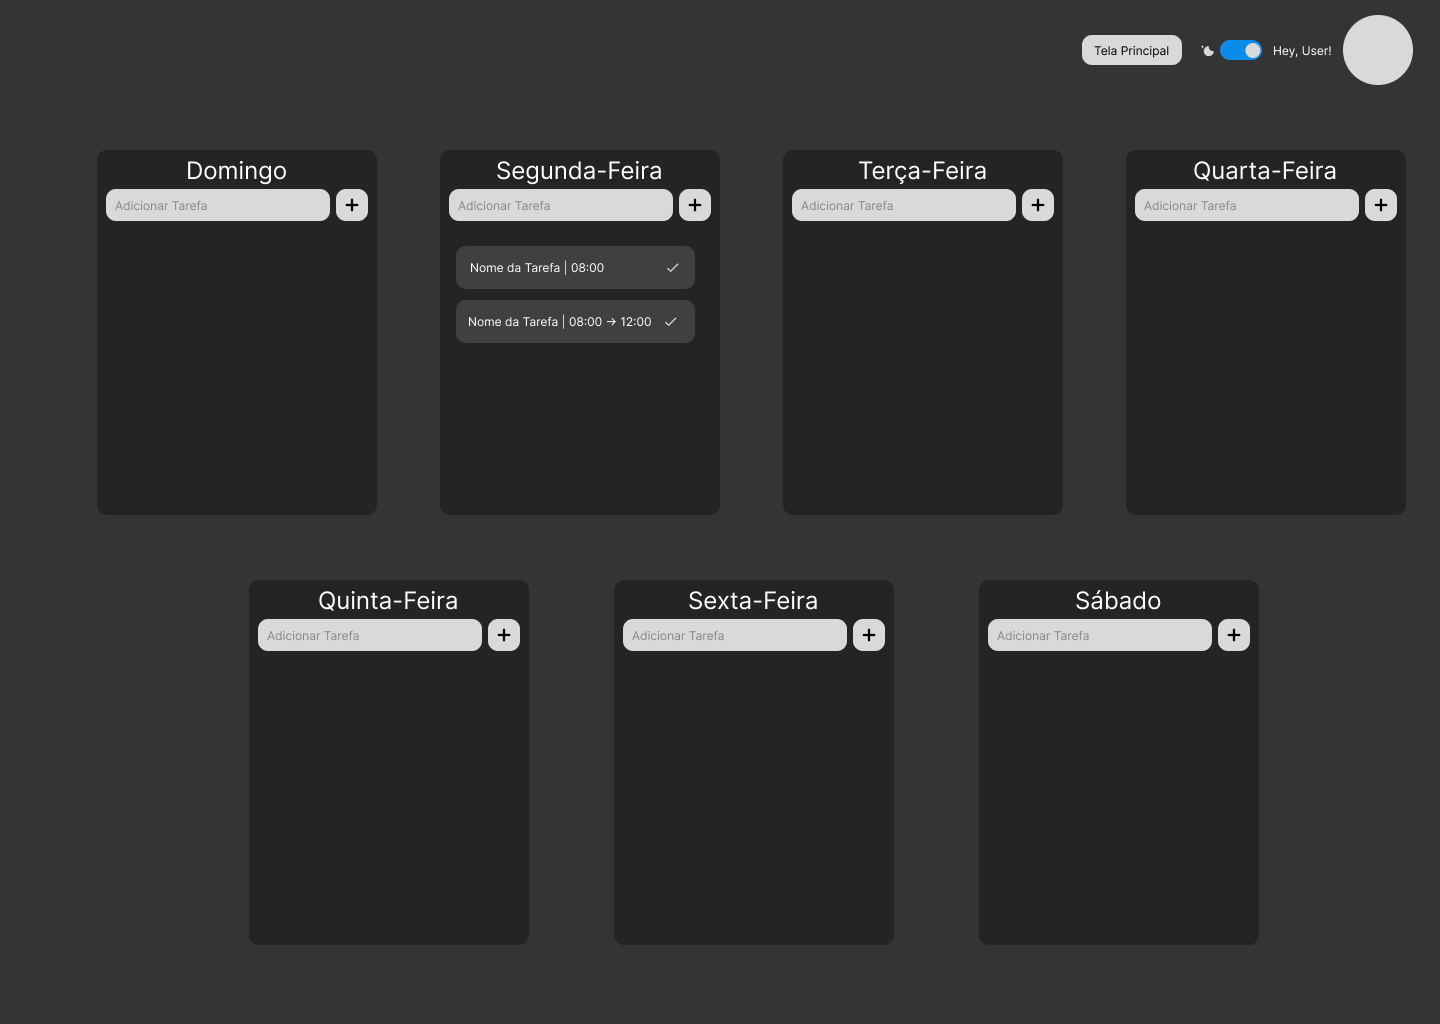 Tela Principal
Hey, User!
Domingo
Adicionar Tarefa
Segunda-Feira
Adicionar Tarefa
Nome da Tarefa | 08:00
Nome da Tarefa | 08:00 → 12:00
Terça-Feira
Adicionar Tarefa
Quarta-Feira
Adicionar Tarefa
Quinta-Feira
Adicionar Tarefa
Sexta-Feira
Adicionar Tarefa
Sábado
Adicionar Tarefa